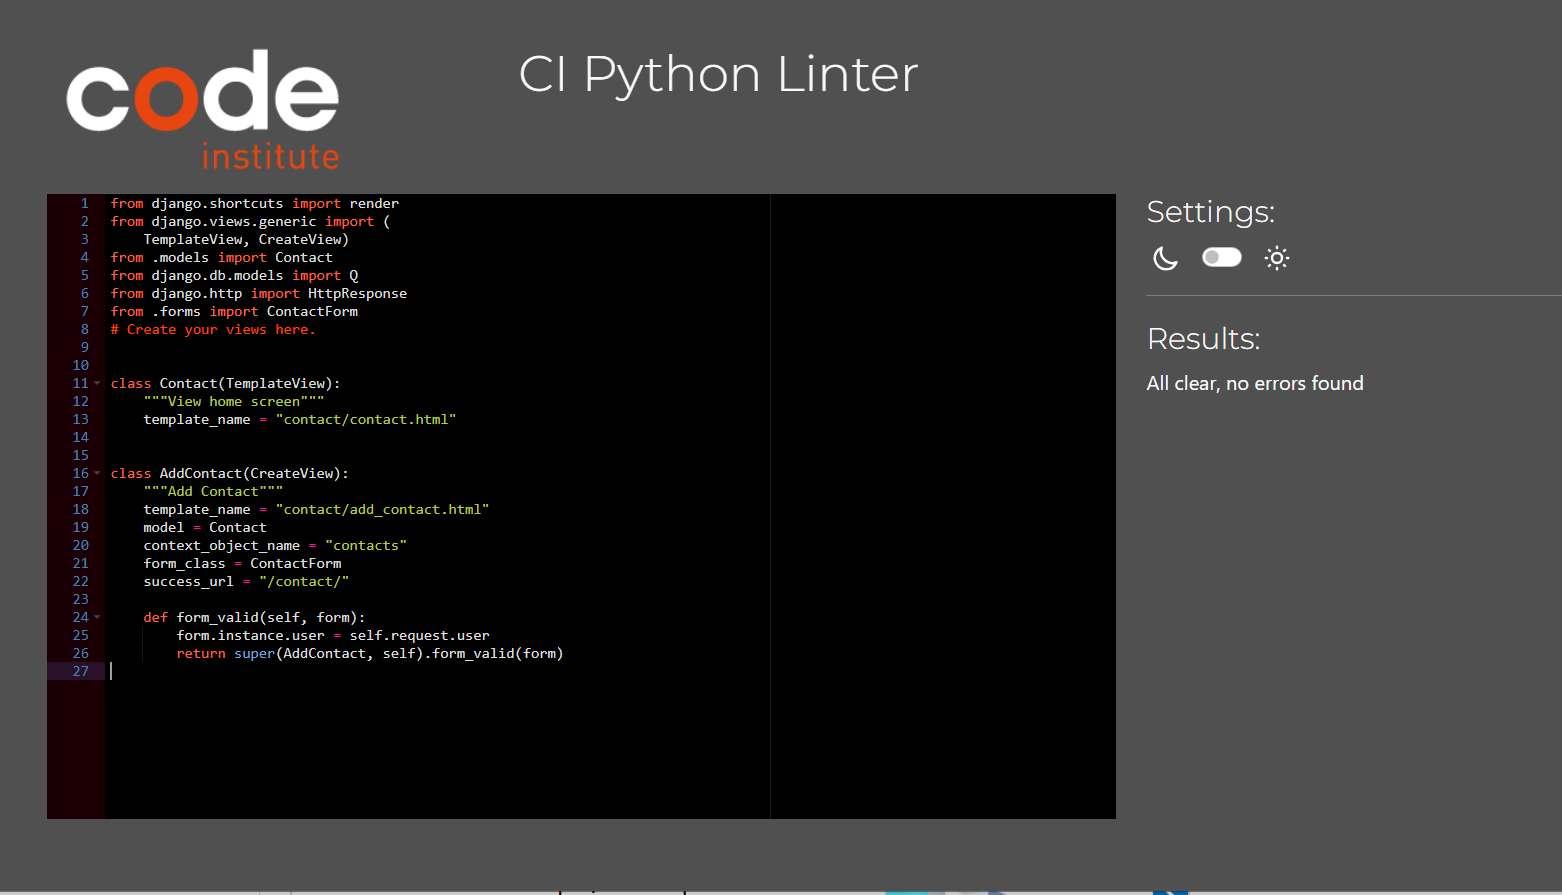 code
institute
CI Python Linter
1 from django.shortcuts import render
2 from django.views.generic import (
3     TemplateView, CreateView)
4 from .models import Contact
5 from django.db.models import Q
6 from django.http import HttpResponse
7 from .forms import ContactForm
8 # Create your views here.
9
10
11 class Contact(TemplateView):
12     """View home screen"""
13     template_name = "contact/contact.html"
14
15
16 class AddContact(CreateView):
17     """Add Contact"""
18     template_name = "contact/add_contact.html"
19     model = Contact
20     context_object_name = "contacts"
21     form_class = ContactForm
22     success_url = "/contact/"
23
24     def form_valid(self, form):
25         form.instance.user = self.request.user
26         return super(AddContact, self).form_valid(form)
27
Settings:
Results:
All clear, no errors found